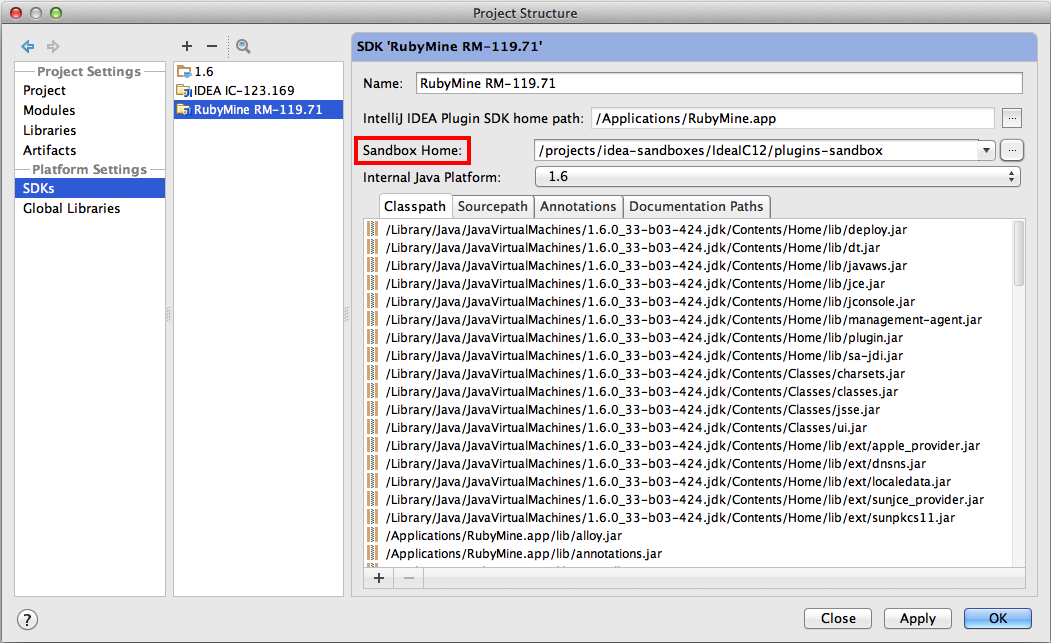 Project Structure
Project Settings
Project
Modules
Libraries
Artifacts
Platform Settings
SDKs
Global Libraries
1.6
IDEA IC-123.169
RubyMine RM-119.71
SDK 'RubyMine RM-119.71'
Name: RubyMine RM-119.71
IntelliJ IDEA Plugin SDK home path: /Applications/RubyMine.app ...
Sandbox Home: /projects/idea-sandboxes/IdeaIC12/plugins-sandbox ...
Internal Java Platform: 1.6
Classpath Sourcepath Annotations Documentation Paths
/Library/Java/JavaVirtualMachines/1.6.0_33-b03-424.jdk/Contents/Home/lib/deploy.jar
/Library/Java/JavaVirtualMachines/1.6.0_33-b03-424.jdk/Contents/Home/lib/dt.jar
/Library/Java/JavaVirtualMachines/1.6.0_33-b03-424.jdk/Contents/Home/lib/javaws.jar
/Library/Java/JavaVirtualMachines/1.6.0_33-b03-424.jdk/Contents/Home/lib/jce.jar
/Library/Java/JavaVirtualMachines/1.6.0_33-b03-424.jdk/Contents/Home/lib/jconsole.jar
/Library/Java/JavaVirtualMachines/1.6.0_33-b03-424.jdk/Contents/Home/lib/management-agent.jar
/Library/Java/JavaVirtualMachines/1.6.0_33-b03-424.jdk/Contents/Home/lib/plugin.jar
/Library/Java/JavaVirtualMachines/1.6.0_33-b03-424.jdk/Contents/Home/lib/sa-jdi.jar
/Library/Java/JavaVirtualMachines/1.6.0_33-b03-424.jdk/Contents/Classes/charsets.jar
/Library/Java/JavaVirtualMachines/1.6.0_33-b03-424.jdk/Contents/Classes/classes.jar
/Library/Java/JavaVirtualMachines/1.6.0_33-b03-424.jdk/Contents/Classes/jsse.jar
/Library/Java/JavaVirtualMachines/1.6.0_33-b03-424.jdk/Contents/Classes/ui.jar
/Library/Java/JavaVirtualMachines/1.6.0_33-b03-424.jdk/Contents/Home/lib/ext/apple_provider.jar
/Library/Java/JavaVirtualMachines/1.6.0_33-b03-424.jdk/Contents/Home/lib/ext/dnsns.jar
/Library/Java/JavaVirtualMachines/1.6.0_33-b03-424.jdk/Contents/Home/lib/ext/localedata.jar
/Library/Java/JavaVirtualMachines/1.6.0_33-b03-424.jdk/Contents/Home/lib/ext/sunjce_provider.jar
/Library/Java/JavaVirtualMachines/1.6.0_33-b03-424.jdk/Contents/Home/lib/ext/sunpkcs11.jar
/Applications/RubyMine.app/lib/alloy.jar
/Applications/RubyMine.app/lib/annotations.jar
? Close Apply OK